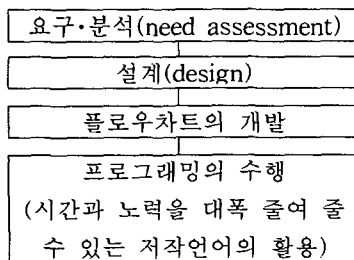 요구·분석(need assessment)
설계(design)
플로우차트의 개발
프로그래밍의 수행
(시간과 노력을 대폭 줄여 줄
수 있는 저작언어의 활용)